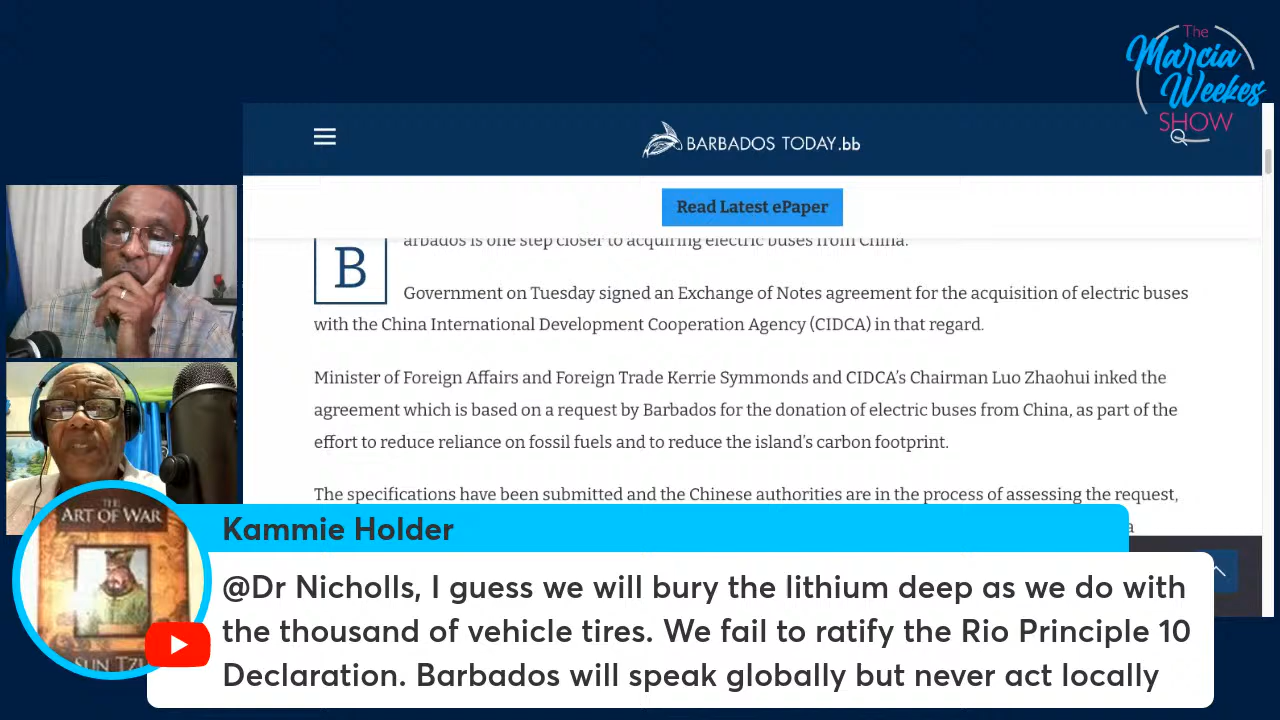 The
Marcia
Weekes
SHOW
BARBADOS TODAY.bb
Read Latest ePaper
B
arbados is one step closer to acquiring electric buses from China.
Government on Tuesday signed an Exchange of Notes agreement for the acquisition of electric buses
with the China International Development Cooperation Agency (CIDCA) in that regard.
Minister of Foreign Affairs and Foreign Trade Kerrie Symmonds and CIDCA's Chairman Luo Zhaohui inked the
agreement which is based on a request by Barbados for the donation of electric buses from China, as part of the
effort to reduce reliance on fossil fuels and to reduce the island's carbon footprint.
The specifications have been submitted and the Chinese authorities are in the process of assessing the request,
a
THE
ART OF WAR
SUN TZU
Kammie Holder
@Dr Nicholls, I guess we will bury the lithium deep as we do with
the thousand of vehicle tires. We fail to ratify the Rio Principle 10
Declaration. Barbados will speak globally but never act locally